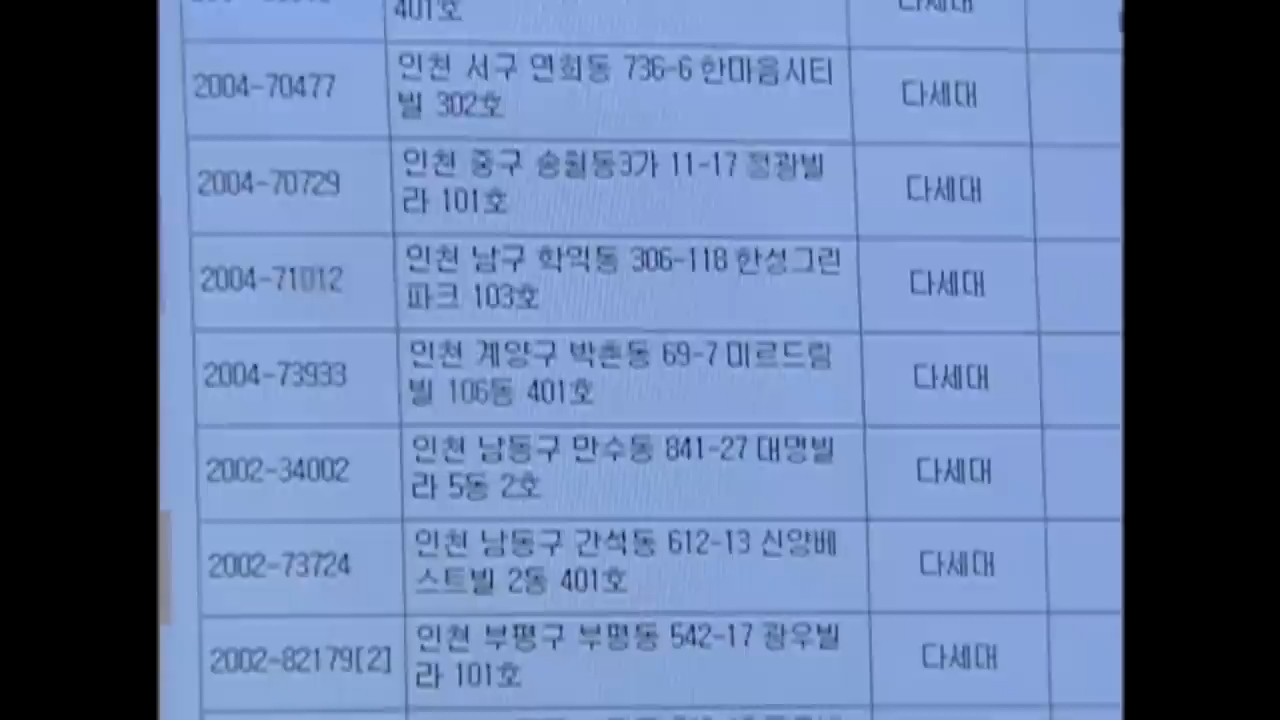 401호
다세대
2004-70477
인천 서구 연희동 736-6 한마음시티
빌 302호
다세대
2004-70729
인천 중구 송월동3가 11-17 정광빌
라 101호
다세대
2004-71012
인천 남구 학익동 306-118 한성그린
파크 103호
다세대
2004-73933
인천 계양구 박촌동 69-7 미르드림
빌 106동 401호
다세대
2002-34002
인천 남동구 만수동 841-27 대명빌
라 5동 2호
다세대
2002-73724
인천 남동구 간석동 612-13 신양베
스트빌 2동 401호
다세대
2002-82179[2]
인천 부평구 부평동 542-17 광우빌
라 101호
다세대